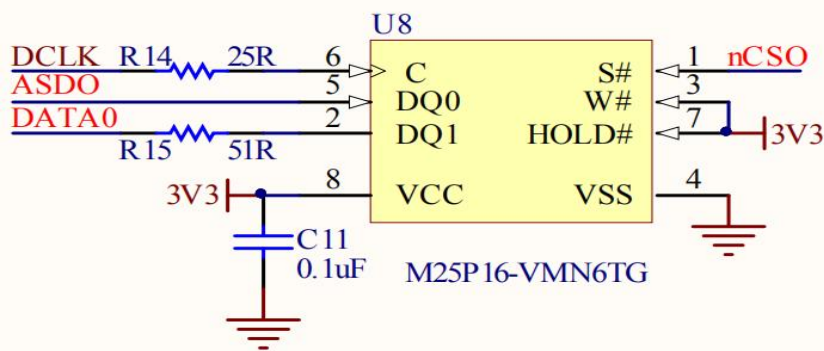 U8
DCLK R14 25R 6 C S# 1 nCSO
ASDO 5 DQ0 W# 3
DATA0 R15 51R 2 DQ1 HOLD# 7 3V3
3V3 8 VCC VSS 4
C11
0.1uF
M25P16-VMN6TG